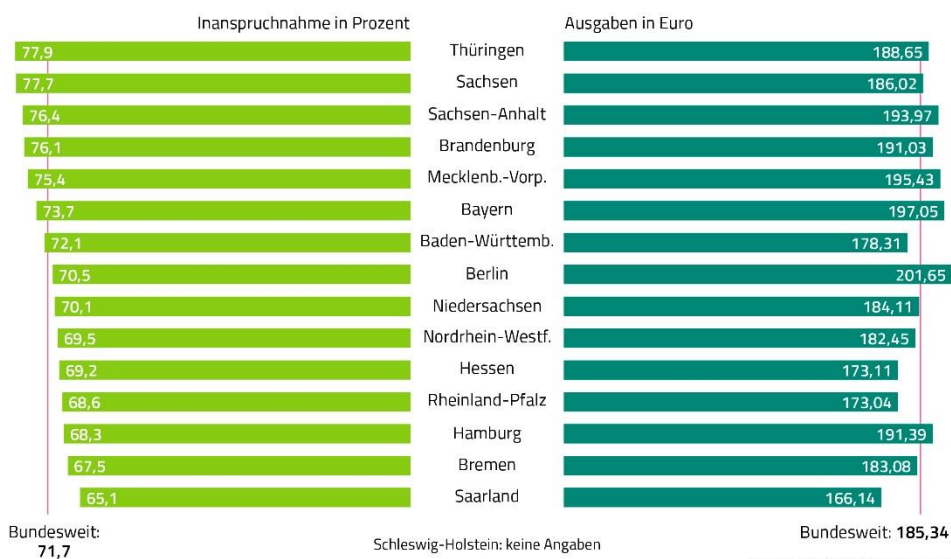 Inanspruchnahme in Prozent Ausgaben in Euro
77,9 Thüringen 188,65
77,7 Sachsen 186,02
76,4 Sachsen-Anhalt 193,97
76,1 Brandenburg 191,03
75,4 Mecklenb.-Vorp. 195,43
73,7 Bayern 197,05
72,1 Baden-Württemb. 178,31
70,5 Berlin 201,65
70,1 Niedersachsen 184,11
69,5 Nordrhein-Westf. 182,45
69,2 Hessen 173,11
68,6 Rheinland-Pfalz 173,04
68,3 Hamburg 191,39
67,5 Bremen 183,08
65,1 Saarland 166,14
Bundesweit: Bundesweit: 185,34
71,7 Schleswig-Holstein: keine Angaben